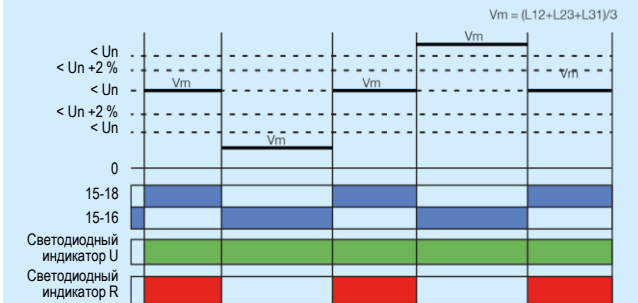 Vm = (L12+L23+L31)/3
< Un
< Un +2 %
Vm
Vm
< Un
Vm
< Un +2 %
< Un
Vm
0
15-18
15-16
Светодиодный
индикатор U
Светодиодный
индикатор R